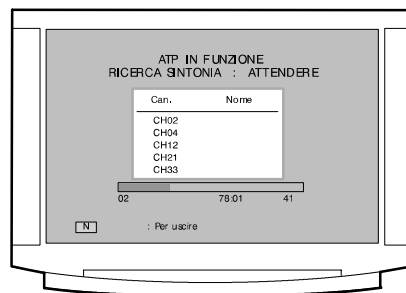 ATP IN FUNZIONE
RICERCA SINTONIA : ATTENDERE
Can. Nome
CH02
CH04
CH12
CH21
CH33
02 78:01 41
N : Per uscire